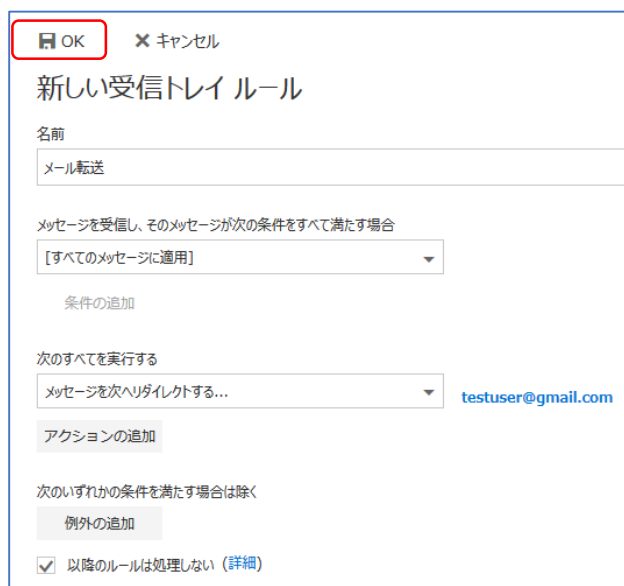 OK
キャンセル
新しい受信トレイ ルール
名前
メール転送
メッセージを受信し、そのメッセージが次の条件をすべて満たす場合
[すべてのメッセージに適用]
条件の追加
次のすべてを実行する
メッセージを次へリダイレクトする...
testuser@gmail.com
アクションの追加
次のいずれかの条件を満たす場合は除く
例外の追加
以降のルールは処理しない (詳細)